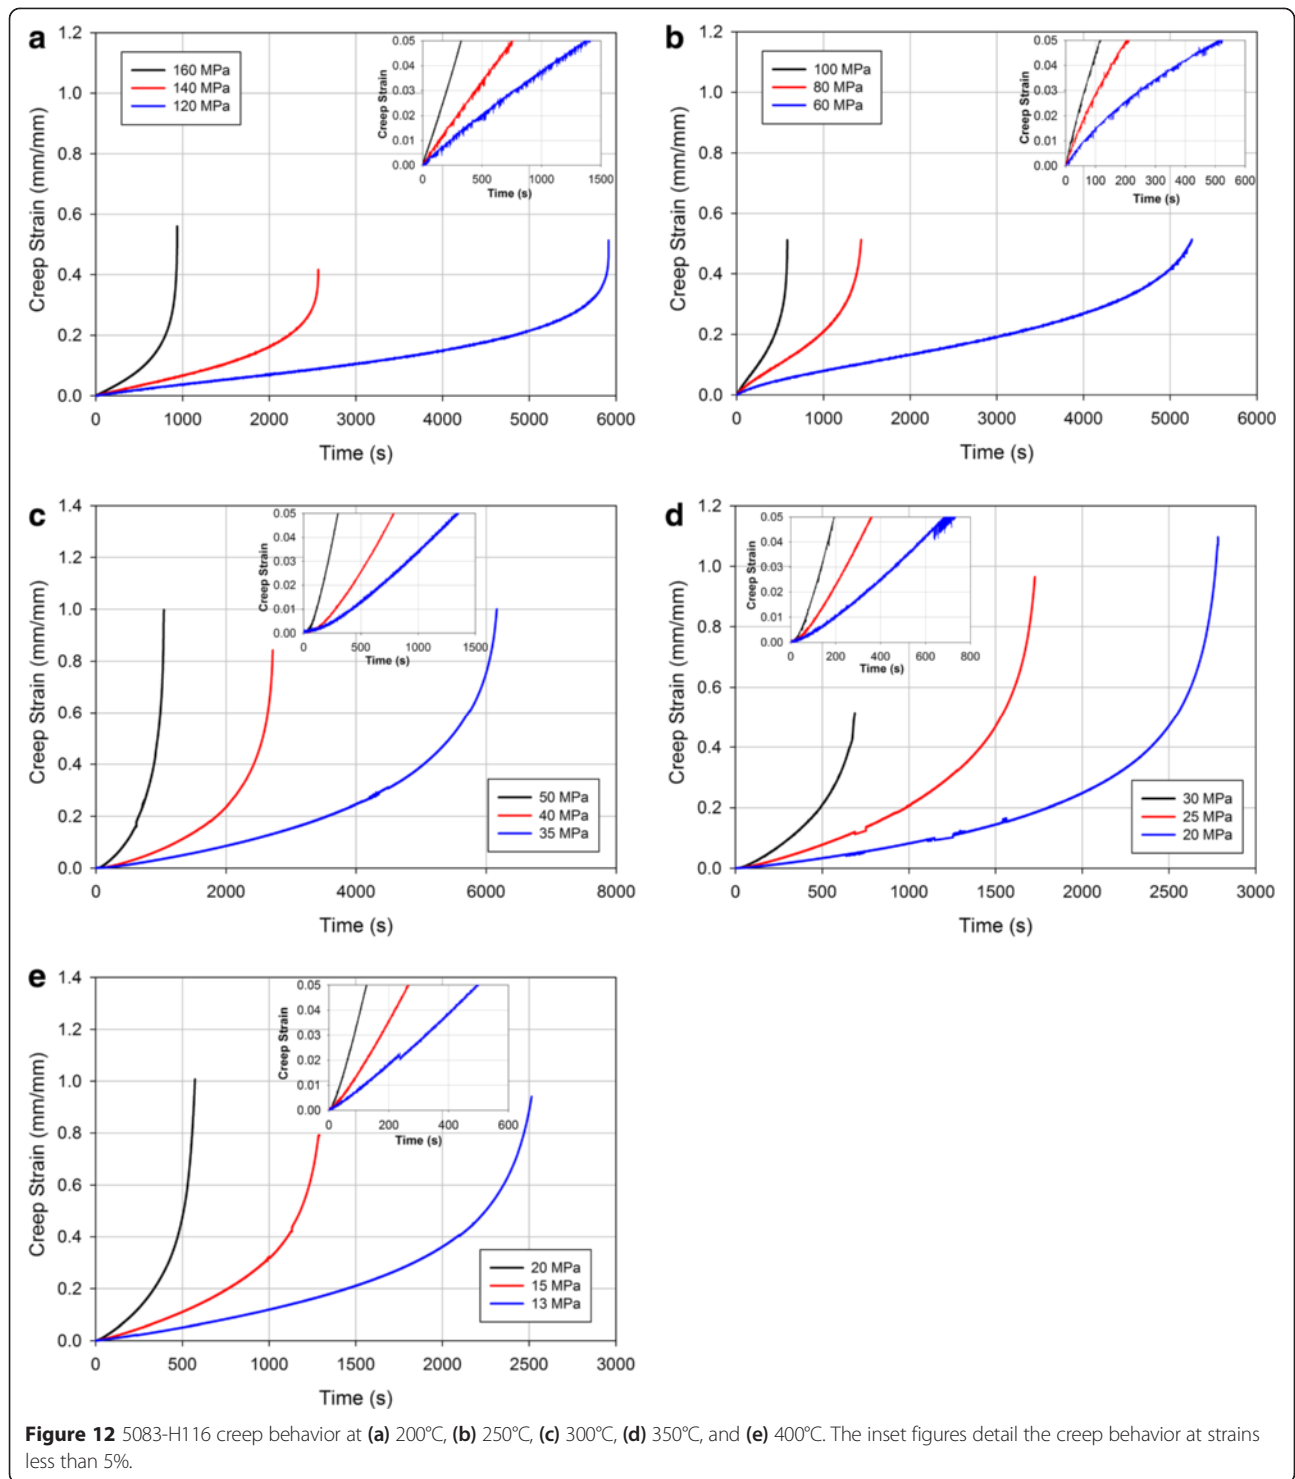 a
160 MPa
140 MPa
120 MPa
Creep Strain (mm/mm)
1.2
1.0
0.8
0.6
0.4
0.2
0.0
0 1000 2000 3000 4000 5000 6000
Time (s)
Creep Strain
0.05
0.04
0.03
0.02
0.01
0.00
0 500 1000 1500
Time (s)
b
100 MPa
80 MPa
60 MPa
Creep Strain (mm/mm)
1.2
1.0
0.8
0.6
0.4
0.2
0.0
0 1000 2000 3000 4000 5000 6000
Time (s)
Creep Strain
0.05
0.04
0.03
0.02
0.01
0.00
0 100 200 300 400 500 600
Time (s)
c
50 MPa
40 MPa
35 MPa
Creep Strain (mm/mm)
1.4
1.2
1.0
0.8
0.6
0.4
0.2
0.0
0 2000 4000 6000 8000
Time (s)
Creep Strain
0.05
0.04
0.03
0.02
0.01
0.00
0 500 1000 1500
Time (s)
d
30 MPa
25 MPa
20 MPa
Creep Strain (mm/mm)
1.2
1.0
0.8
0.6
0.4
0.2
0.0
0 500 1000 1500 2000 2500 3000
Time (s)
Creep Strain
0.05
0.04
0.03
0.02
0.01
0.00
0 200 400 600 800
Time (s)
e
20 MPa
15 MPa
13 MPa
Creep Strain (mm/mm)
1.4
1.2
1.0
0.8
0.6
0.4
0.2
0.0
0 500 1000 1500 2000 2500 3000
Time (s)
Creep Strain
0.05
0.04
0.03
0.02
0.01
0.00
0 200 400 600
Time (s)
Figure 12 5083-H116 creep behavior at (a) 200°C, (b) 250°C, (c) 300°C, (d) 350°C, and (e) 400°C. The inset figures detail the creep behavior at strains
less than 5%.